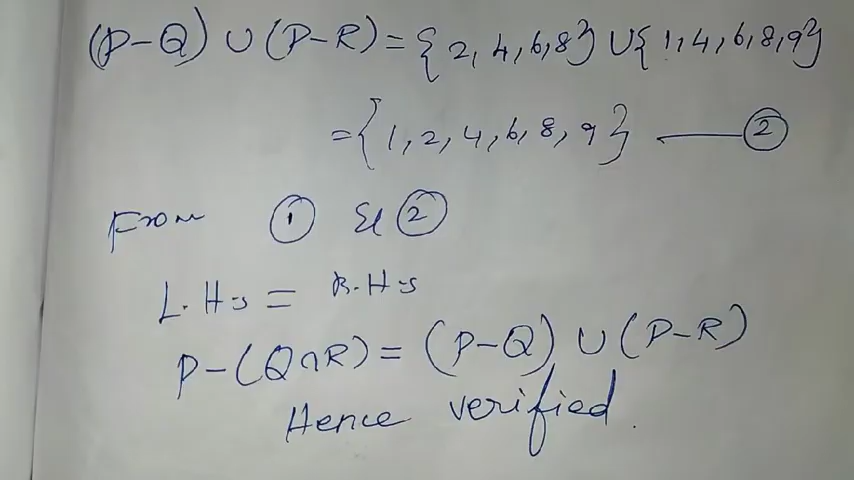 (P-Q) ∪ (P-R) = {2, 4, 6, 8} ∪ {1, 4, 6, 8, 9}
= {1, 2, 4, 6, 8, 9} —— ②
From ① & ②
L.H.S = R.H.S
P-(Q∩R) = (P-Q) ∪ (P-R)
Hence verified.